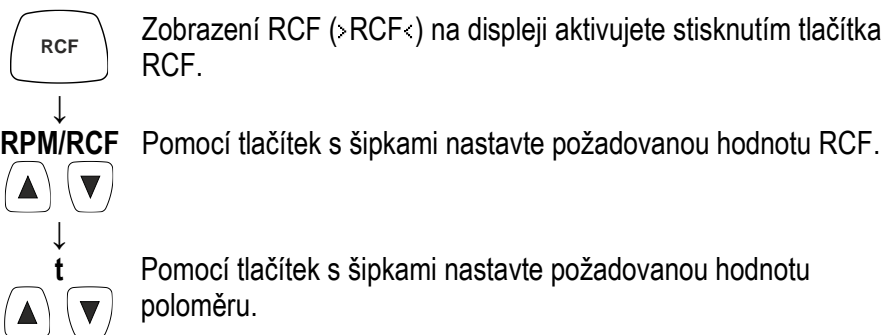 RCF
Zobrazení RCF (>RCF<) na displeji aktivujete stisknutím tlačítka
RCF.
↓
RPM/RCF Pomocí tlačítek s šipkami nastavte požadovanou hodnotu RCF.
▲ ▼
↓
t Pomocí tlačítek s šipkami nastavte požadovanou hodnotu
▲ ▼ poloměru.